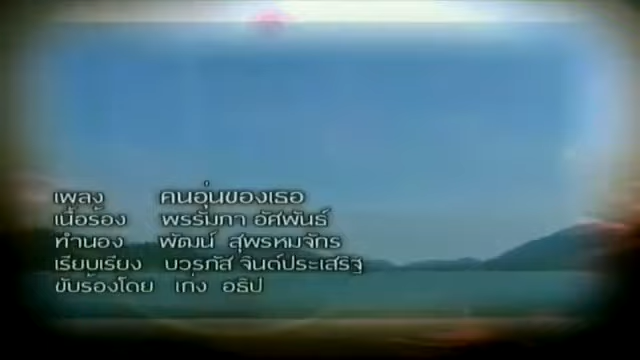 เพลง คนอุ่นของเธอ
เนื้อร้อง พรรัมภา อัศพันธ์
ทำนอง พัฒน์ สุพรหมจักร
เรียบเรียง บวรภัส จินต์ประเสริฐ
ขับร้องโดย เก่ง อธิป